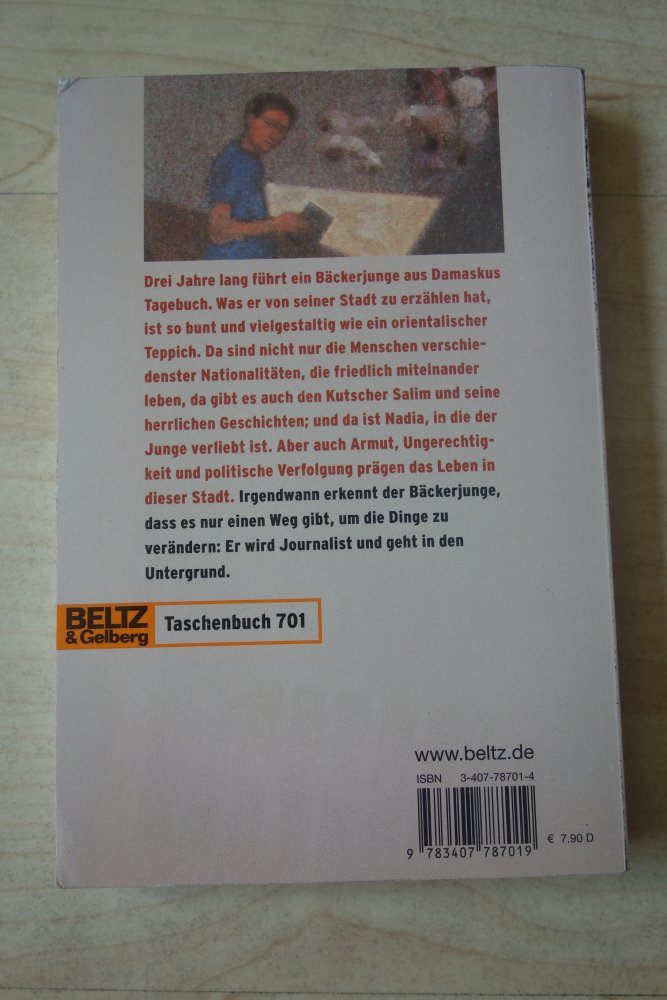 Drei Jahre lang führt ein Bäckerjunge aus Damaskus
Tagebuch. Was er von seiner Stadt zu erzählen hat,
ist so bunt und vielgestaltig wie ein orientalischer
Teppich. Da sind nicht nur die Menschen verschie-
denster Nationalitäten, die friedlich miteinander
leben, da gibt es auch den Kutscher Salim und seine
herrlichen Geschichten; und da ist Nadia, in die der
Junge verliebt ist. Aber auch Armut, Ungerechtig-
keit und politische Verfolgung prägen das Leben in
dieser Stadt. Irgendwann erkennt der Bäckerjunge,
dass es nur einen Weg gibt, um die Dinge zu
verändern: Er wird Journalist und geht in den
Untergrund.
BELTZ
& Gelberg
Taschenbuch 701
www.beltz.de
ISBN 3-407-78701-4
9 783407 787019
€ 7.90 D